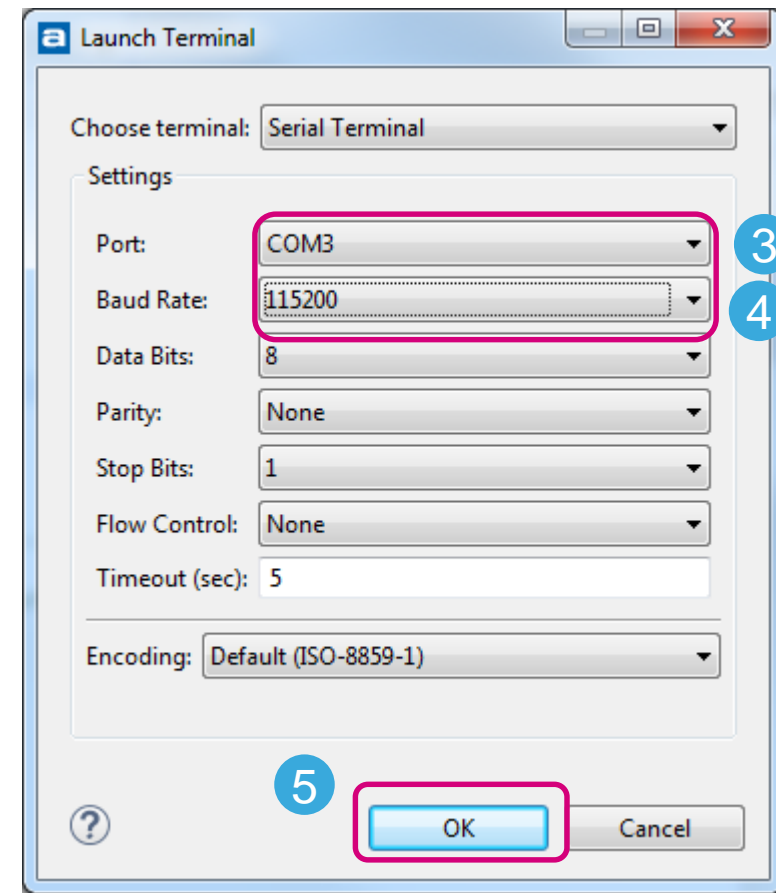 a Launch Terminal
Choose terminal: Serial Terminal
Settings
Port: COM3 3
Baud Rate: 115200 4
Data Bits: 8
Parity: None
Stop Bits: 1
Flow Control: None
Timeout (sec): 5
Encoding: Default (ISO-8859-1)
5
? OK Cancel